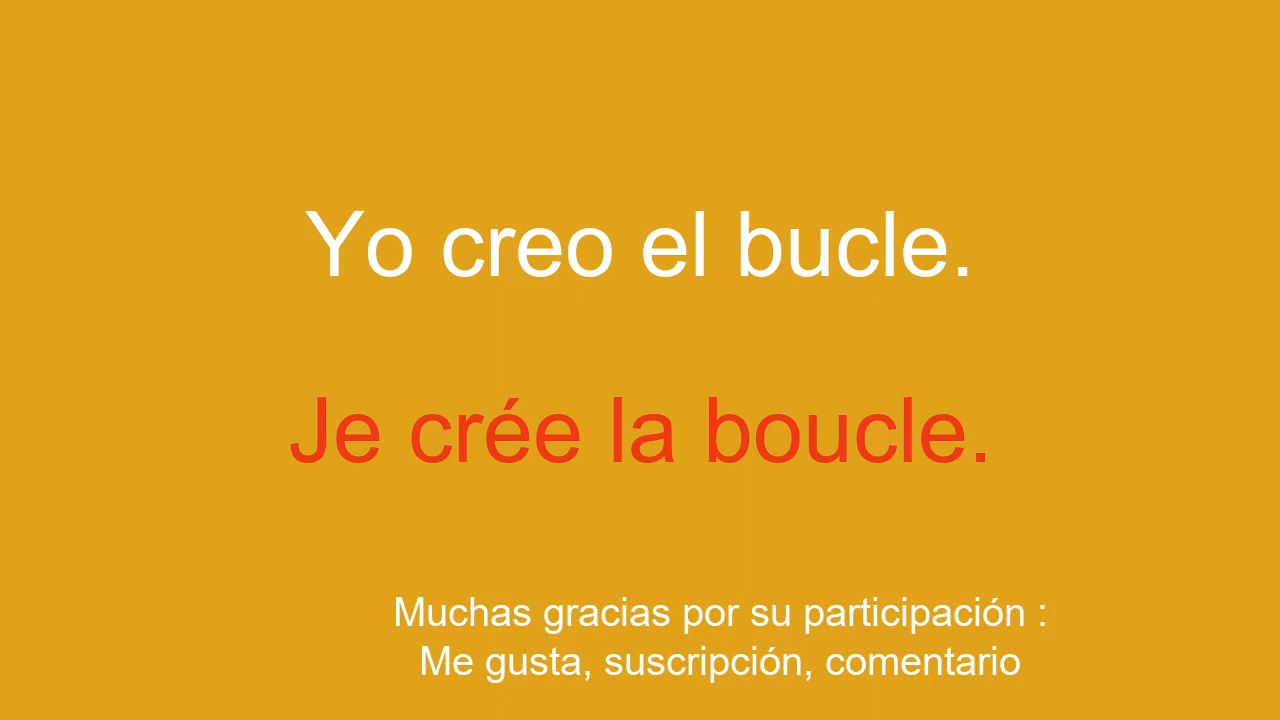 Yo creo el bucle.
Je crée la boucle.
Muchas gracias por su participación :
Me gusta, suscripción, comentario